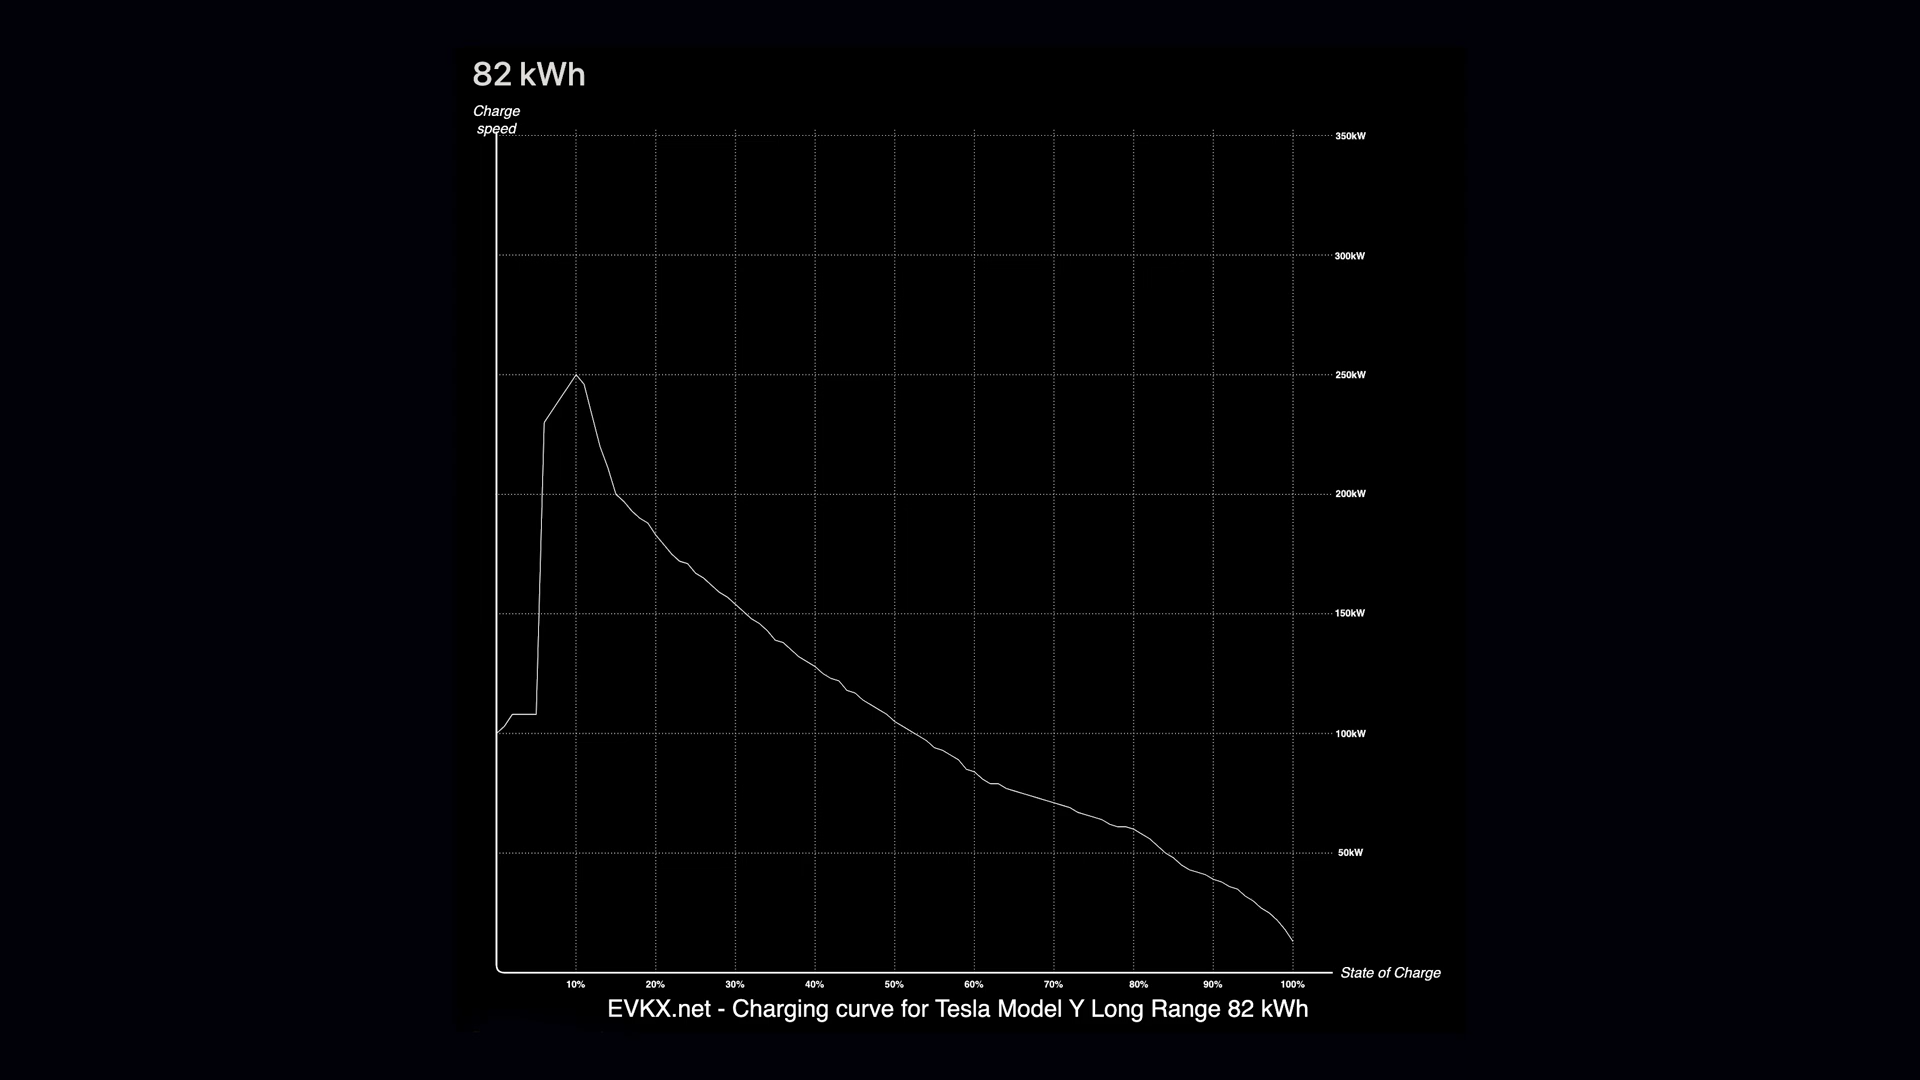 82 kWh
Charge
speed
350kW
300kW
250kW
200kW
150kW
100kW
50kW
State of Charge
10% 20% 30% 40% 50% 60% 70% 80% 90% 100%
EVKX.net - Charging curve for Tesla Model Y Long Range 82 kWh